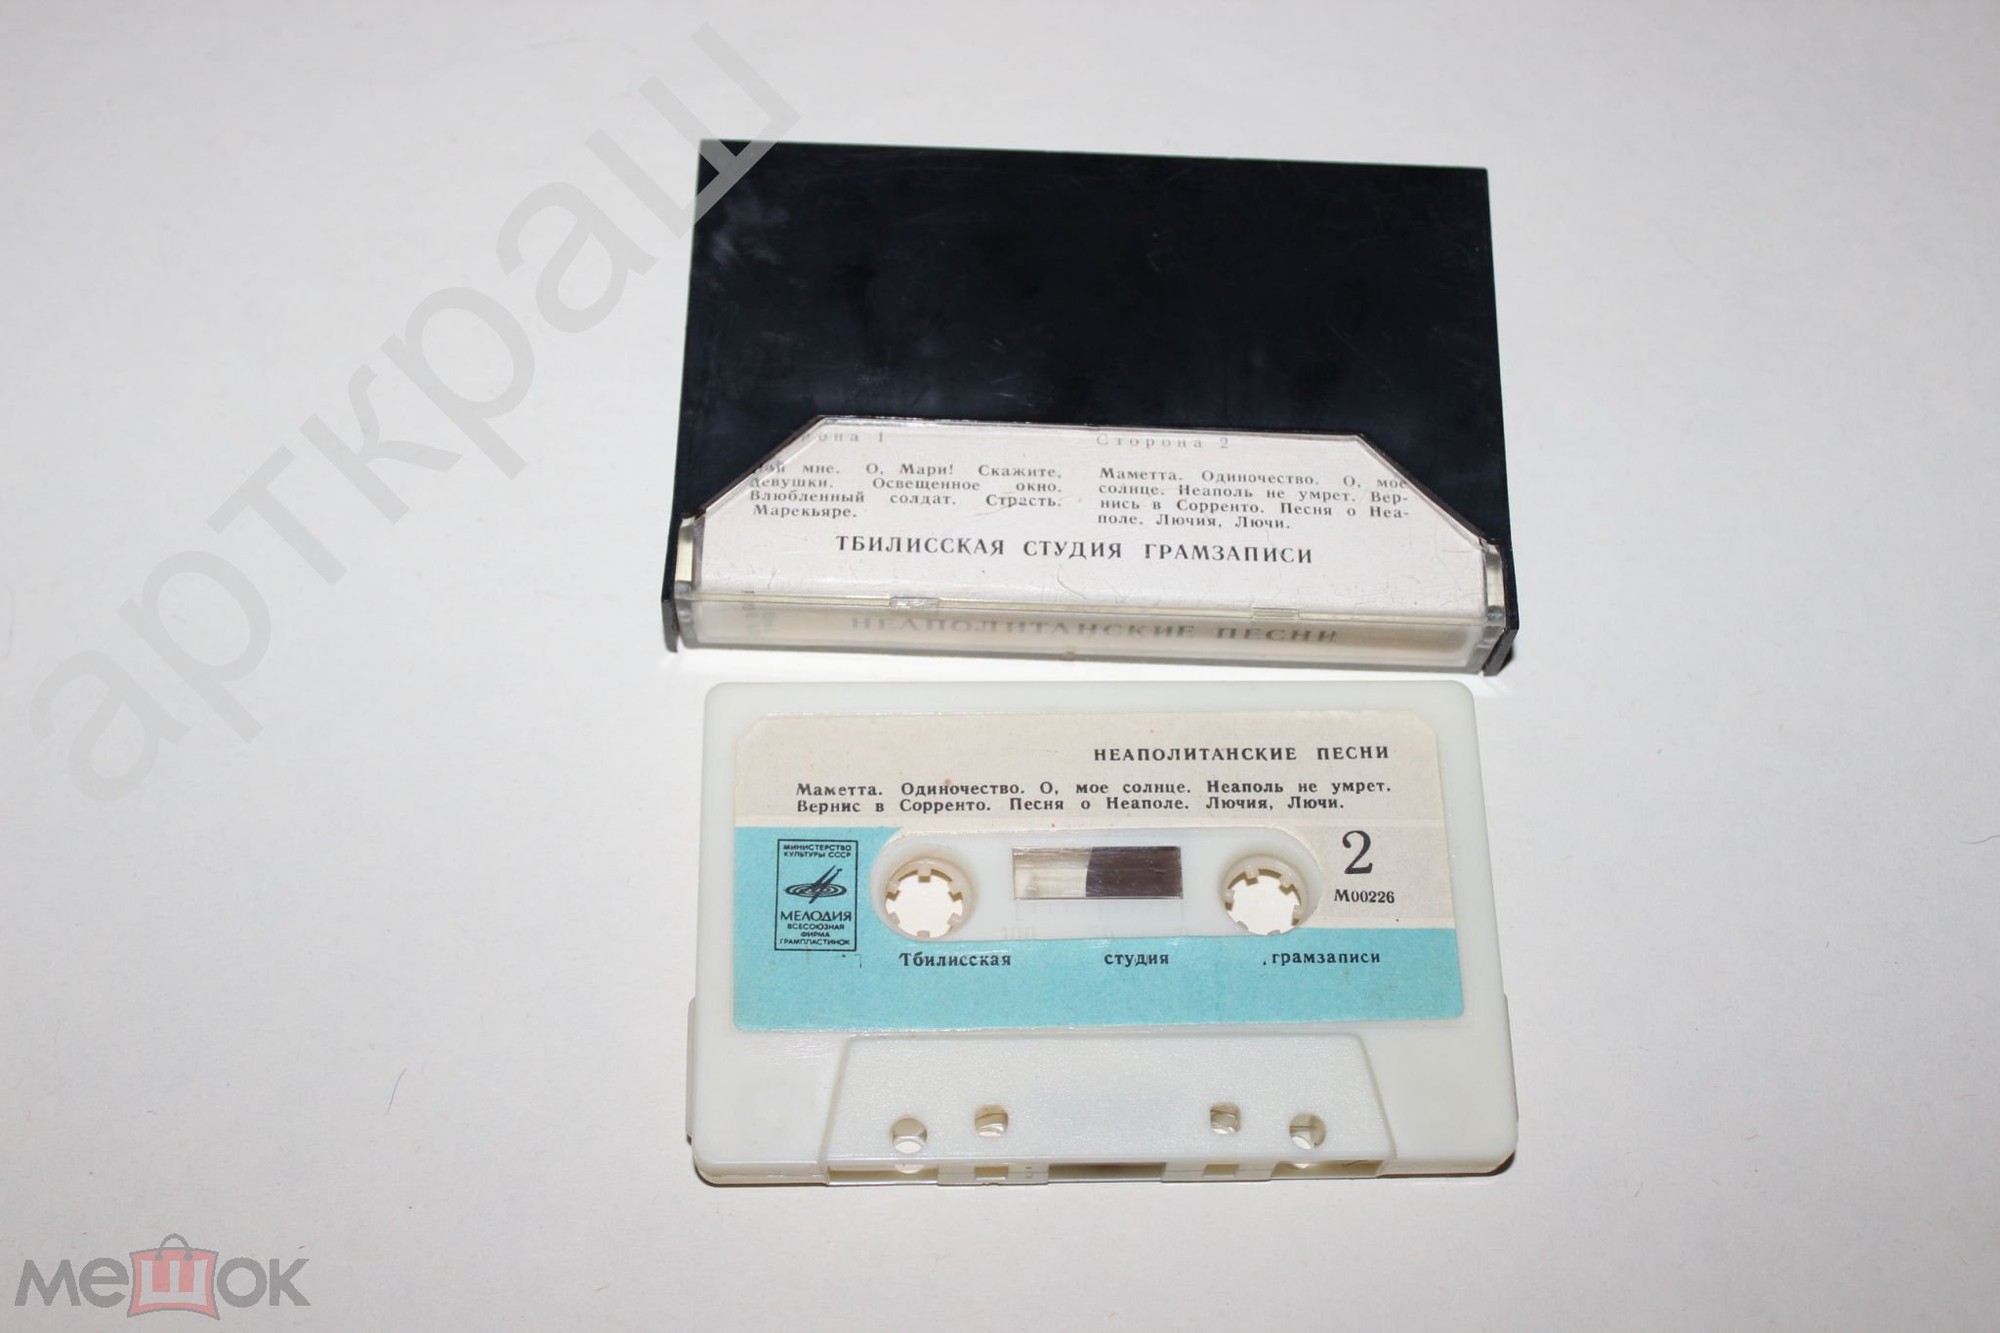 арткраш
Сторона 2
мне. О, Мари! Скажите,
девушки. Освещенное окно.
Влюбленный солдат. Страсть.
Марекьяре.
Маметта. Одиночество. О, мое
солнце. Неаполь не умрет. Вер-
нись в Сорренто. Песня о Неа-
поле. Лючия, Лючи.
ТБИЛИССКАЯ СТУДИЯ ГРАМЗАПИСИ
НЕАПОЛИТАНСКИЕ ПЕСНИ
НЕАПОЛИТАНСКИЕ ПЕСНИ
Маметта. Одиночество. О, мое солнце. Неаполь не умрет.
Вернис в Сорренто. Песня о Неаполе. Лючия, Лючи.
МИНИСТЕРСТВО
КУЛЬТУРЫ СССР
МЕЛОДИЯ
ВСЕСОЮЗНАЯ
ФИРМА
ГРАМПЛАСТИНОК
2
М00226
Тбилисская студия грамзаписи
мешок